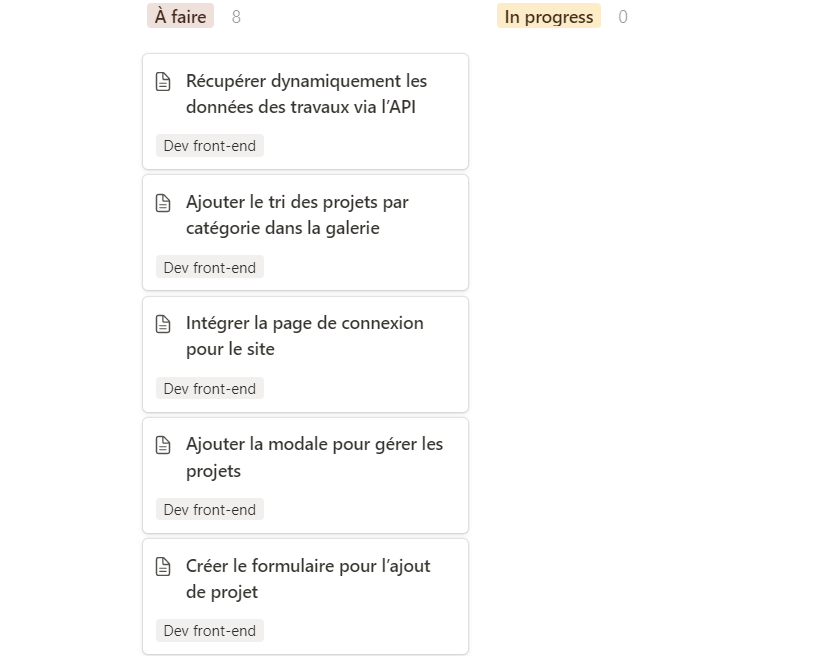 À faire 8
Récupérer dynamiquement les
données des travaux via l’API
Dev front-end
Ajouter le tri des projets par
catégorie dans la galerie
Dev front-end
Intégrer la page de connexion
pour le site
Dev front-end
Ajouter la modale pour gérer les
projets
Dev front-end
Créer le formulaire pour l’ajout
de projet
Dev front-end
In progress 0